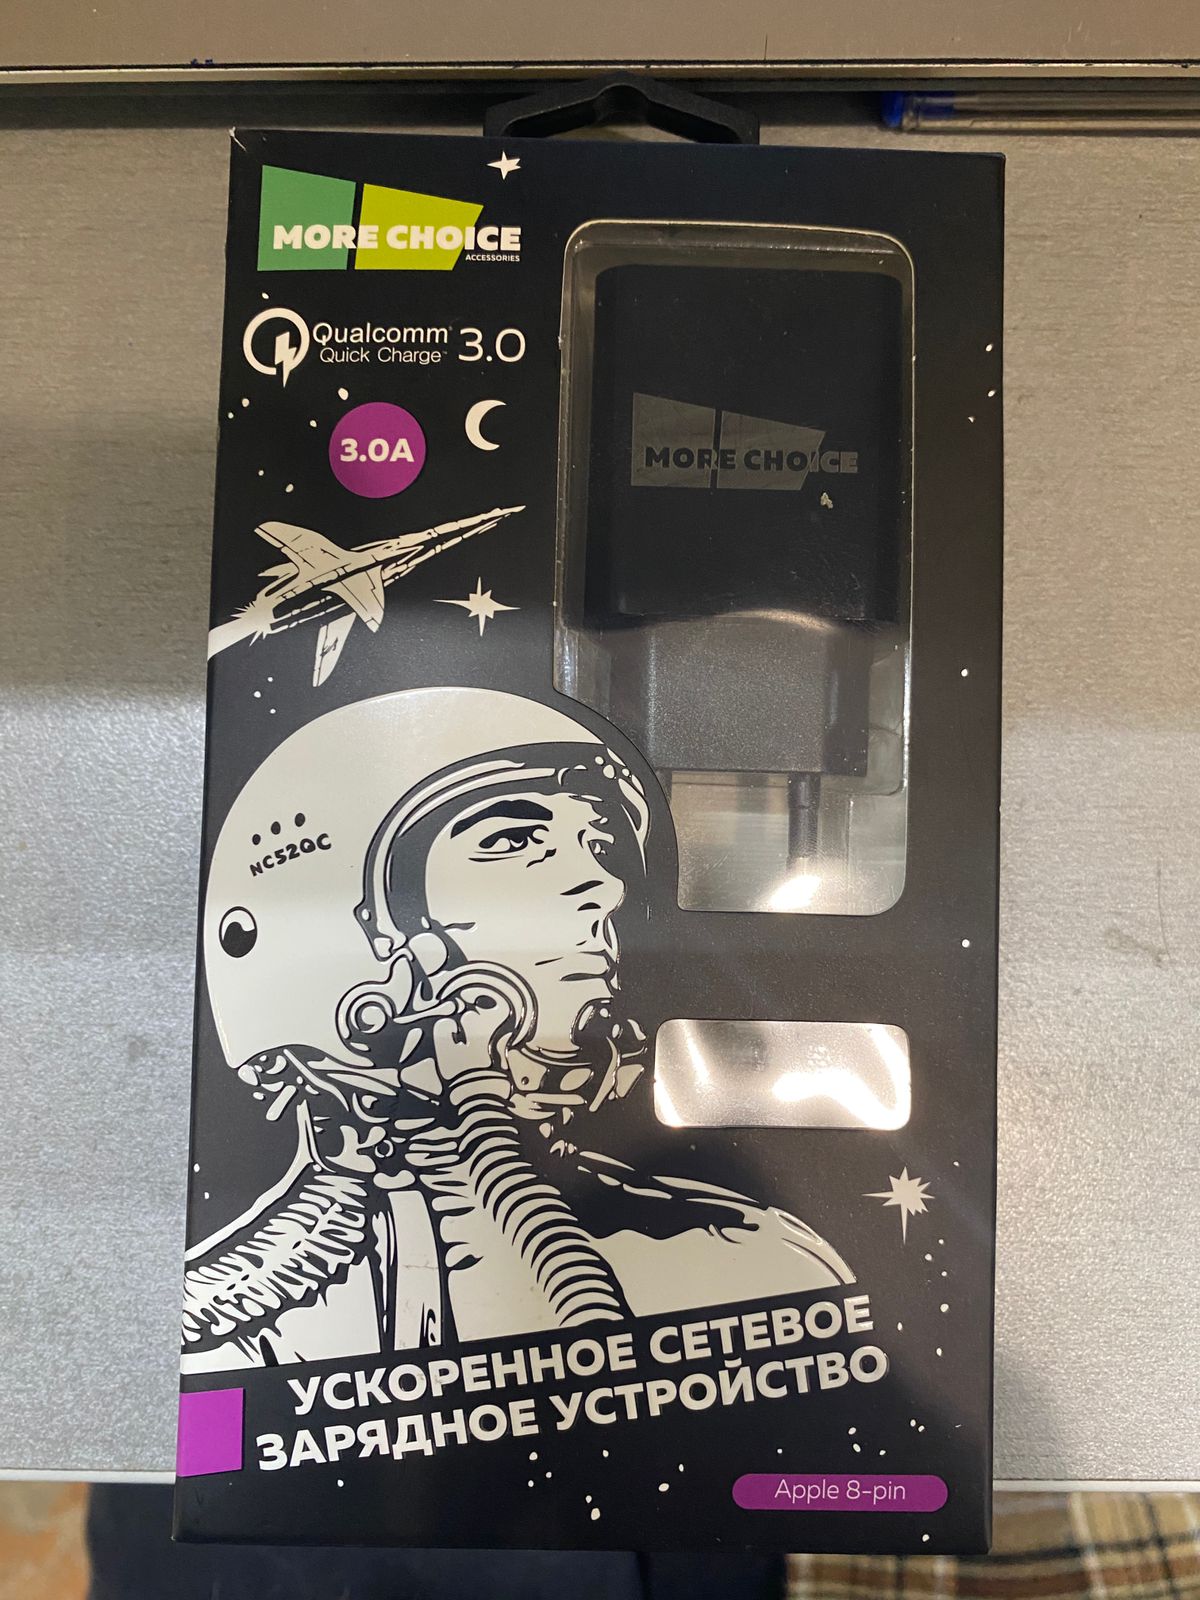 MORE CHOICE
ACCESSORIES
Qualcomm®
Quick Charge™ 3.0
3.0A
MORE CHOICE
NC52QC
УСКОРЕННОЕ СЕТЕВОЕ
ЗАРЯДНОЕ УСТРОЙСТВО
Apple 8-pin